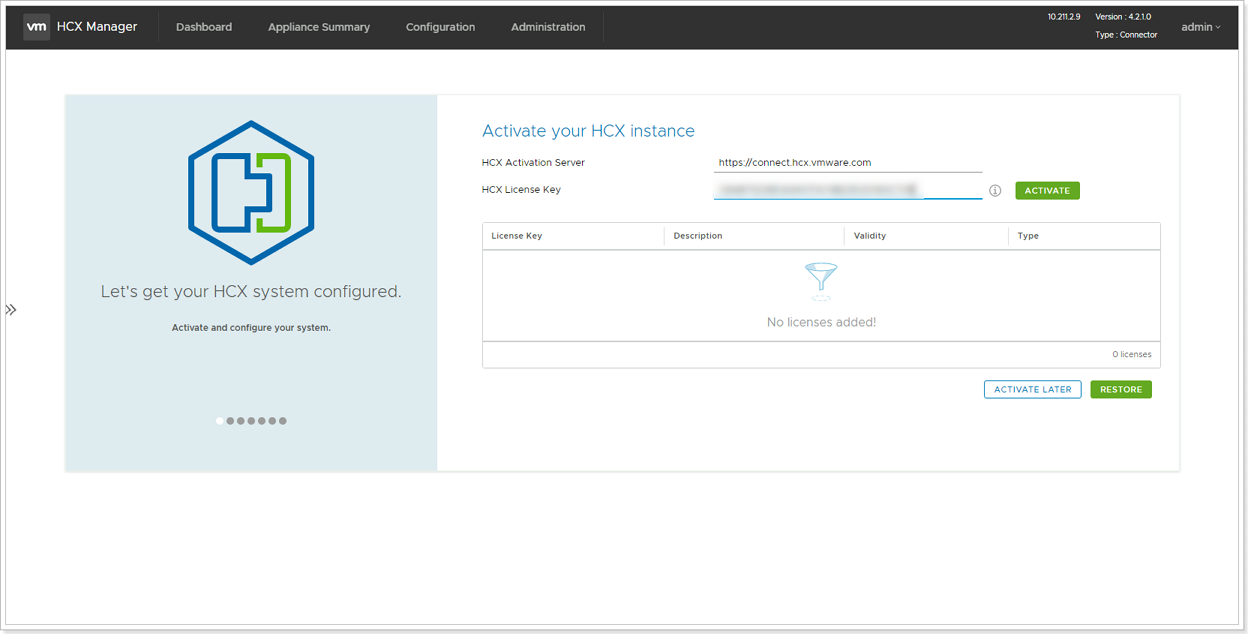 vm HCX Manager Dashboard Appliance Summary Configuration Administration 10.211.2.9 Version : 4.2.1.0 admin
Type : Connector
Activate your HCX instance
HCX Activation Server https://connect.hcx.vmware.com
HCX License Key ACTIVATE
License Key Description Validity Type
No licenses added!
0 licenses
ACTIVATE LATER RESTORE
Let's get your HCX system configured.
Activate and configure your system.